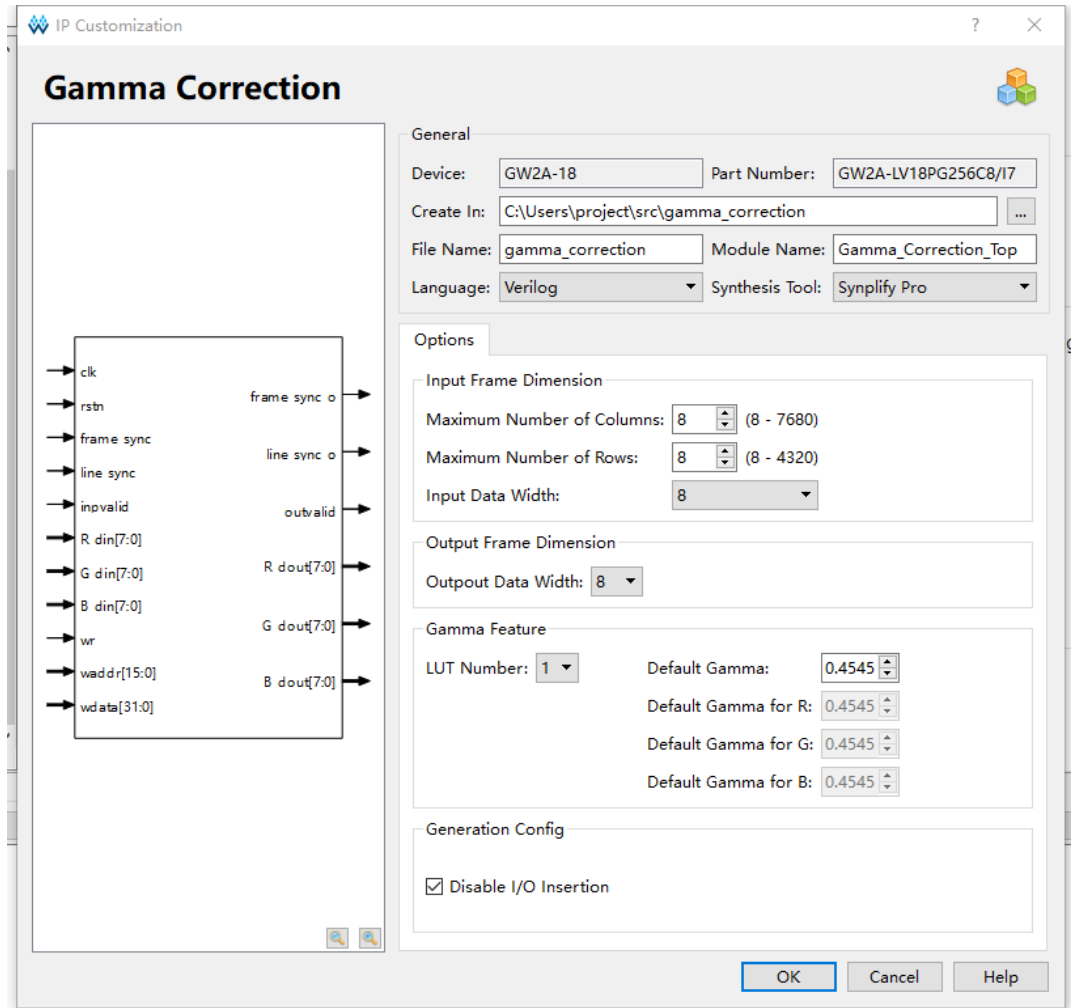 IP Customization
Gamma Correction
General
Device: GW2A-18 Part Number: GW2A-LV18PG256C8/I7
Create In: C:\Users\project\src\gamma_correction ...
File Name: gamma_correction Module Name: Gamma_Correction_Top
Language: Verilog Synthesis Tool: Synplify Pro
clk
rstn
frame sync
line sync
inpvalid
R din[7:0]
G din[7:0]
B din[7:0]
wr
waddr[15:0]
wdata[31:0]
frame sync o
line sync o
outvalid
R dout[7:0]
G dout[7:0]
B dout[7:0]
Options
Input Frame Dimension
Maximum Number of Columns: 8 (8 - 7680)
Maximum Number of Rows: 8 (8 - 4320)
Input Data Width: 8
Output Frame Dimension
Outpout Data Width: 8
Gamma Feature
LUT Number: 1 Default Gamma: 0.4545
Default Gamma for R: 0.4545
Default Gamma for G: 0.4545
Default Gamma for B: 0.4545
Generation Config
Disable I/O Insertion
OK Cancel Help